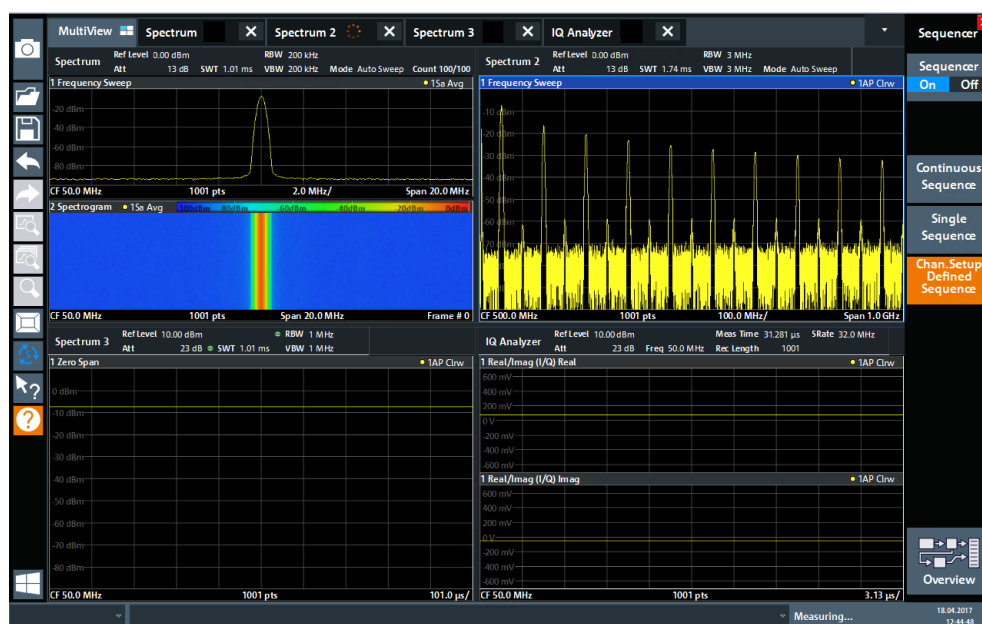 MultiView Spectrum Spectrum 2 Spectrum 3 IQ Analyzer
Sequencer
Spectrum
Ref Level 0.00 dBm RBW 200 kHz
Att 13 dB SWT 1.01 ms VBW 200 kHz Mode Auto Sweep Count 100/100
1 Frequency Sweep 1Sa Avg
-20 dBm
-40 dBm
-60 dBm
-80 dBm
CF 50.0 MHz 1001 pts 2.0 MHz/ Span 20.0 MHz
2 Spectrogram 1Sa Avg -100dBm -80dBm -60dBm -40dBm -20dBm 0dBm
CF 50.0 MHz 1001 pts Span 20.0 MHz Frame # 0
Spectrum 2
Ref Level 0.00 dBm RBW 3 MHz
Att 13 dB SWT 1.74 ms VBW 3 MHz Mode Auto Sweep
1 Frequency Sweep 1AP Clrw
-10 dBm
-20 dBm
-30 dBm
-40 dBm
-50 dBm
-70 dBm
CF 500.0 MHz 1001 pts 100.0 MHz/ Span 1.0 GHz
Spectrum 3
Ref Level 10.00 dBm RBW 1 MHz
Att 23 dB SWT 1.01 ms VBW 1 MHz
1 Zero Span 1AP Clrw
0 dBm
-10 dBm
-20 dBm
-30 dBm
-40 dBm
-50 dBm
-60 dBm
-70 dBm
-80 dBm
CF 50.0 MHz 1001 pts 101.0 µs/
IQ Analyzer
Ref Level 10.00 dBm Meas Time 31.281 µs SRate 32.0 MHz
Att 23 dB Freq 50.0 MHz Rec Length 1001
1 Real/Imag (I/Q) Real 1AP Clrw
600 mV
400 mV
200 mV
0 V
-200 mV
-400 mV
-600 mV
1 Real/Imag (I/Q) Imag 1AP Clrw
600 mV
400 mV
200 mV
0 V
-200 mV
-400 mV
-600 mV
CF 50.0 MHz 1001 pts 3.13 µs/
Sequencer
On Off
Continuous
Sequence
Single
Sequence
Chan.Setup
Defined
Sequence
Overview
Measuring...
18.04.2017
12:44:48